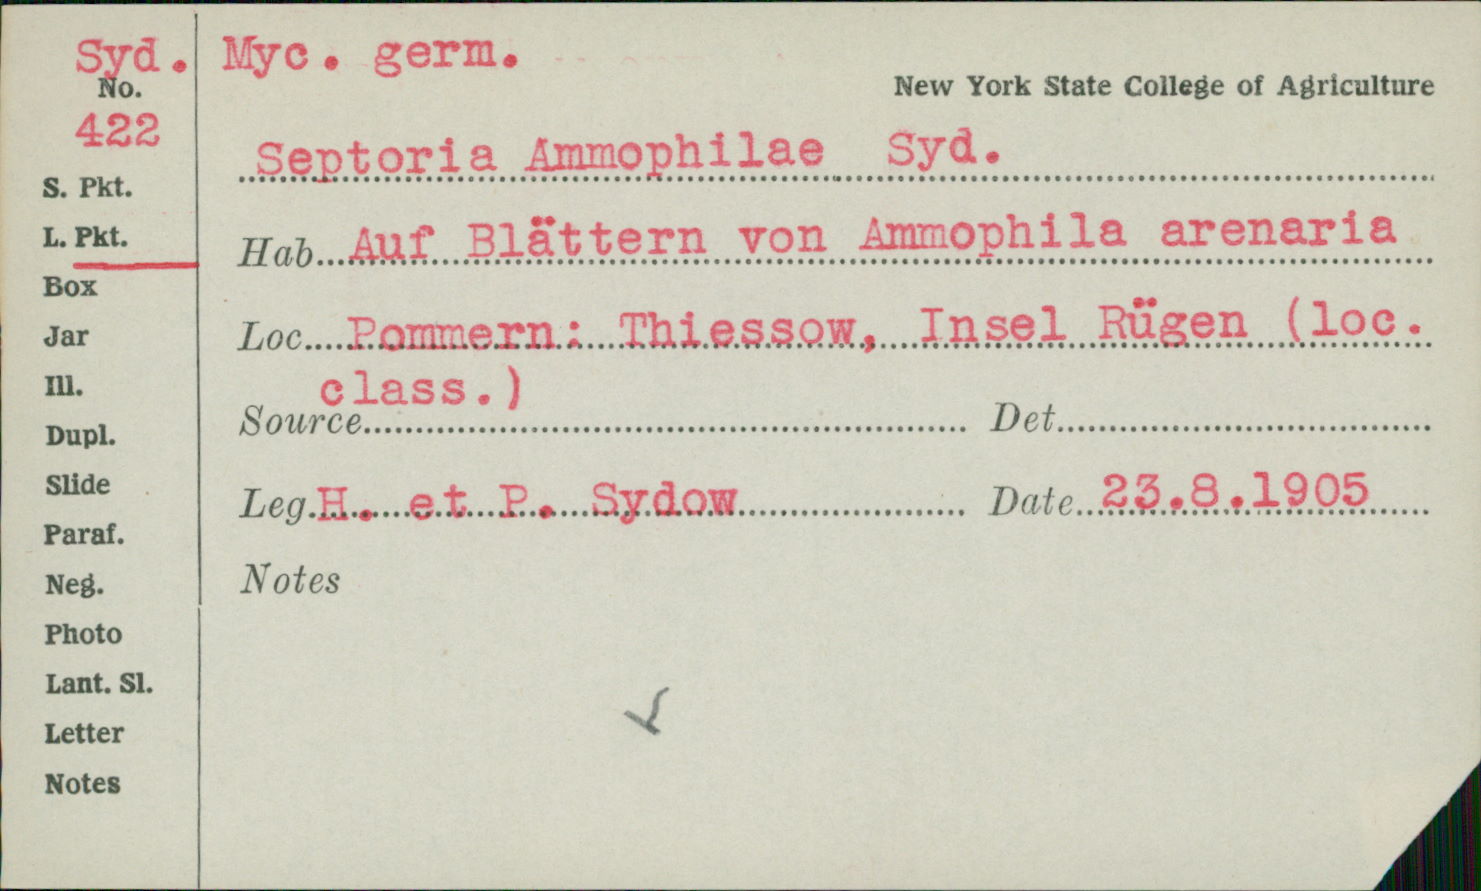 Syd. Myc. germ.
No.
New York State College of Agriculture
422
Septoria Ammophilae Syd.
S. Pkt.
L. Pkt.
Hab. Auf Blättern von Ammophila arenaria
Box
Jar
Loc. Pommern: Thiessow, Insel Rügen (loc.
class.)
Ill.
Source
Det.
Dupl.
Slide
Leg. H. et P. Sydow
Date 23.8.1905
Paraf.
Neg.
Notes
Photo
Lant. Sl.
Letter
Notes